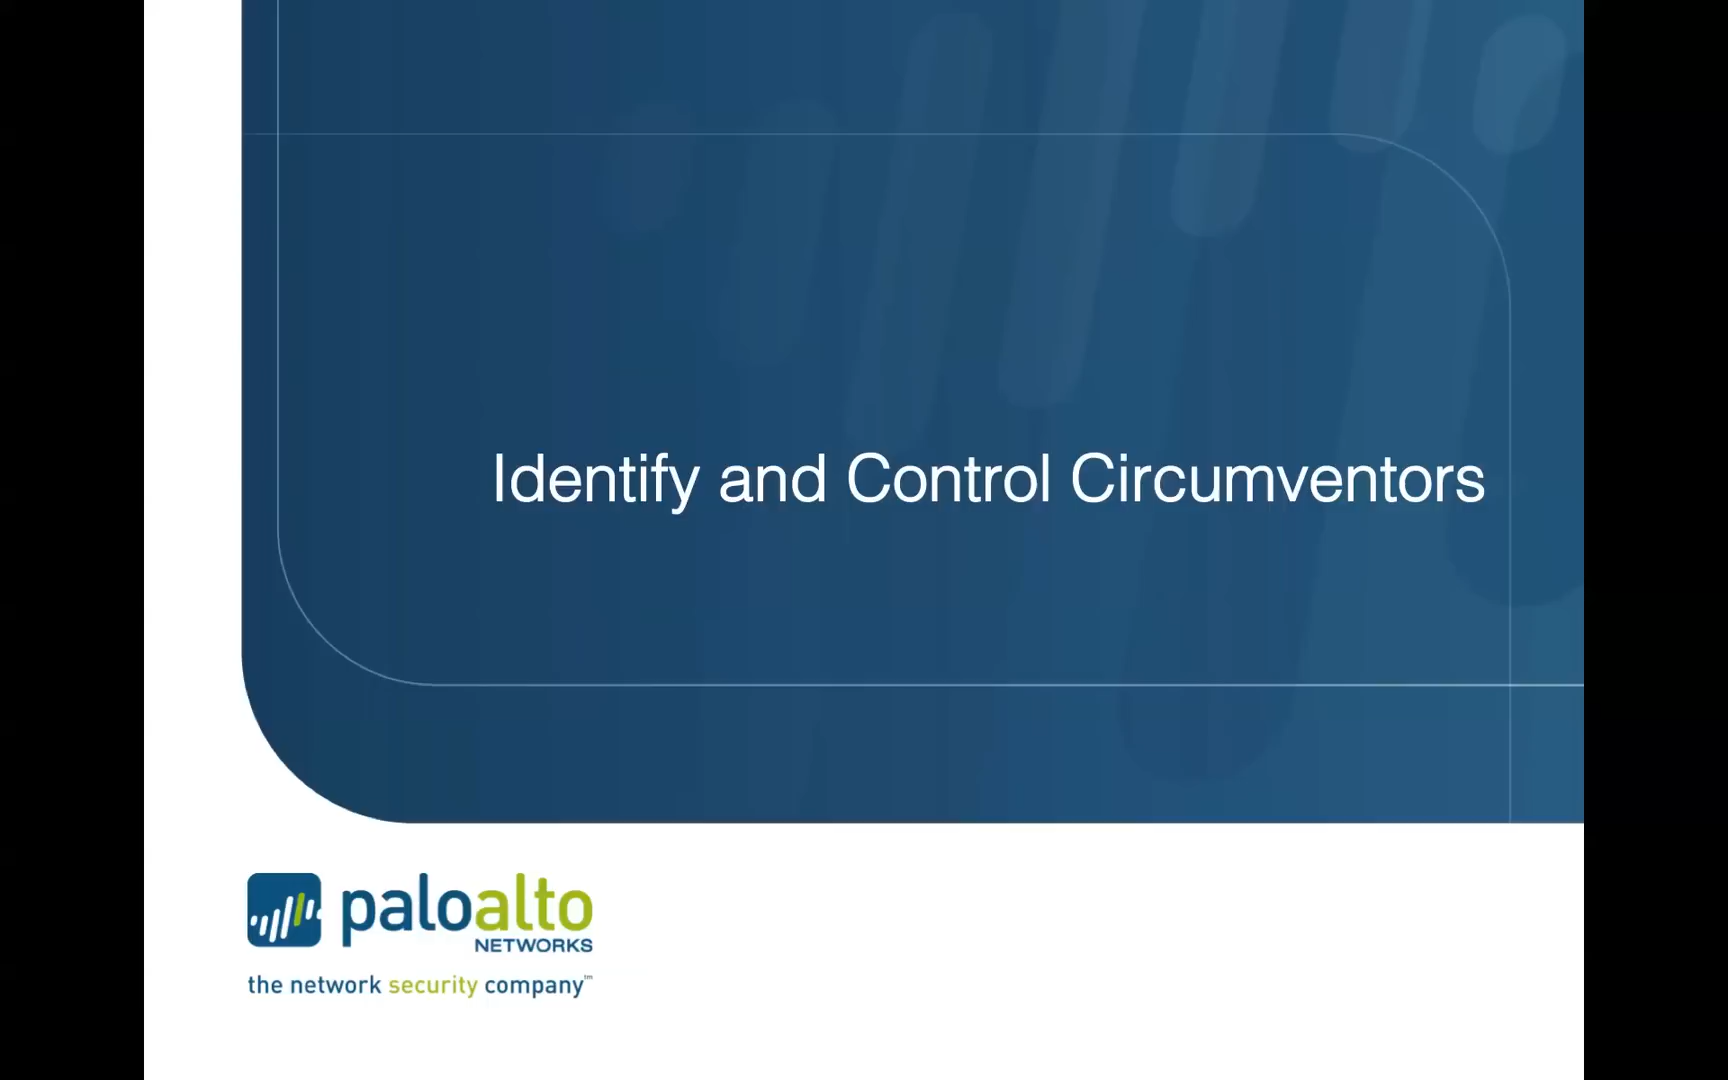 Identify and Control Circumventors
paloalto
NETWORKS
the network security company™